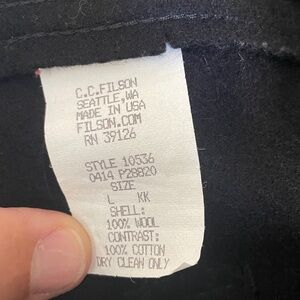 C.C.FILSON
SEATTLE,WA
MADE IN USA
FILSON.COM
RN 39126
STYLE 10536
0414 P28820
SIZE
L KK
SHELL:
100% WOOL
CONTRAST:
100% COTTON
DRY CLEAN ONLY